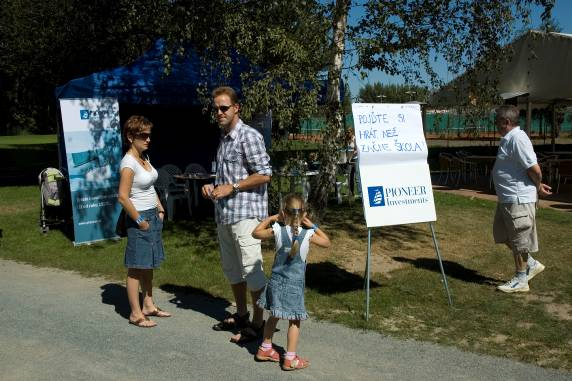 POJĎTE SI
HRÁT NEŽ
ZAČNE ŠKOLA!
PIONEER
Investments